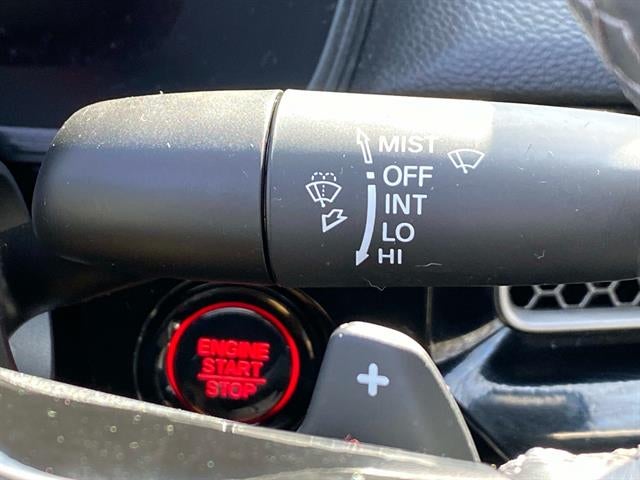 MIST
OFF
INT
LO
HI
ENGINE
START
STOP
+